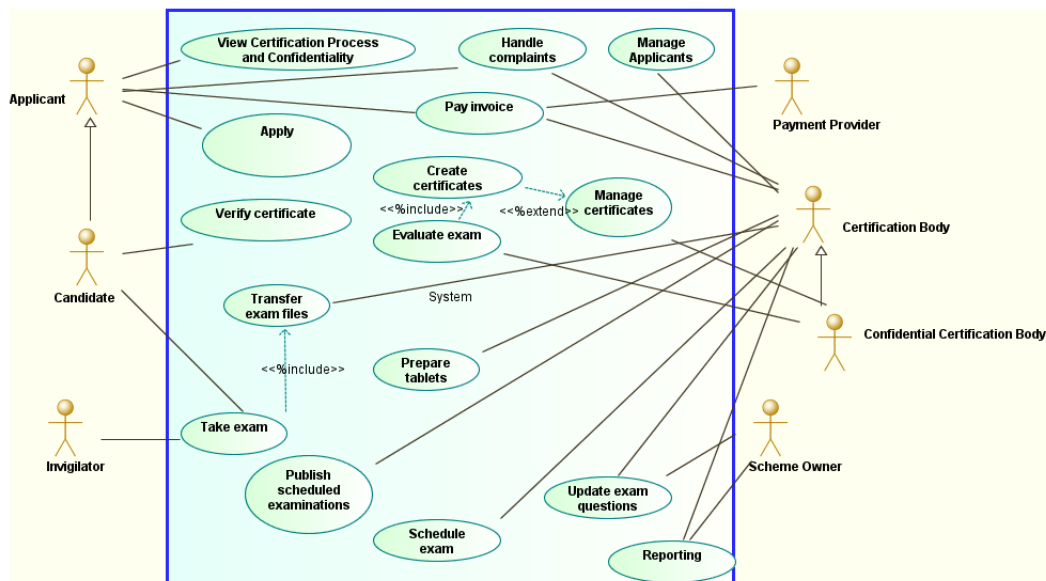 View Certification Process
and Confidentiality
Handle
complaints
Manage
Applicants
Applicant
Pay invoice
Payment Provider
Apply
Create
certificates
Manage
certificates
<<%include>>
<<%extend>>
Verify certificate
Evaluate exam
Certification Body
Candidate
Transfer
exam files
System
Confidential Certification Body
Prepare
tablets
<<%include>>
Take exam
Invigilator
Scheme Owner
Publish
scheduled
examinations
Update exam
questions
Schedule
exam
Reporting